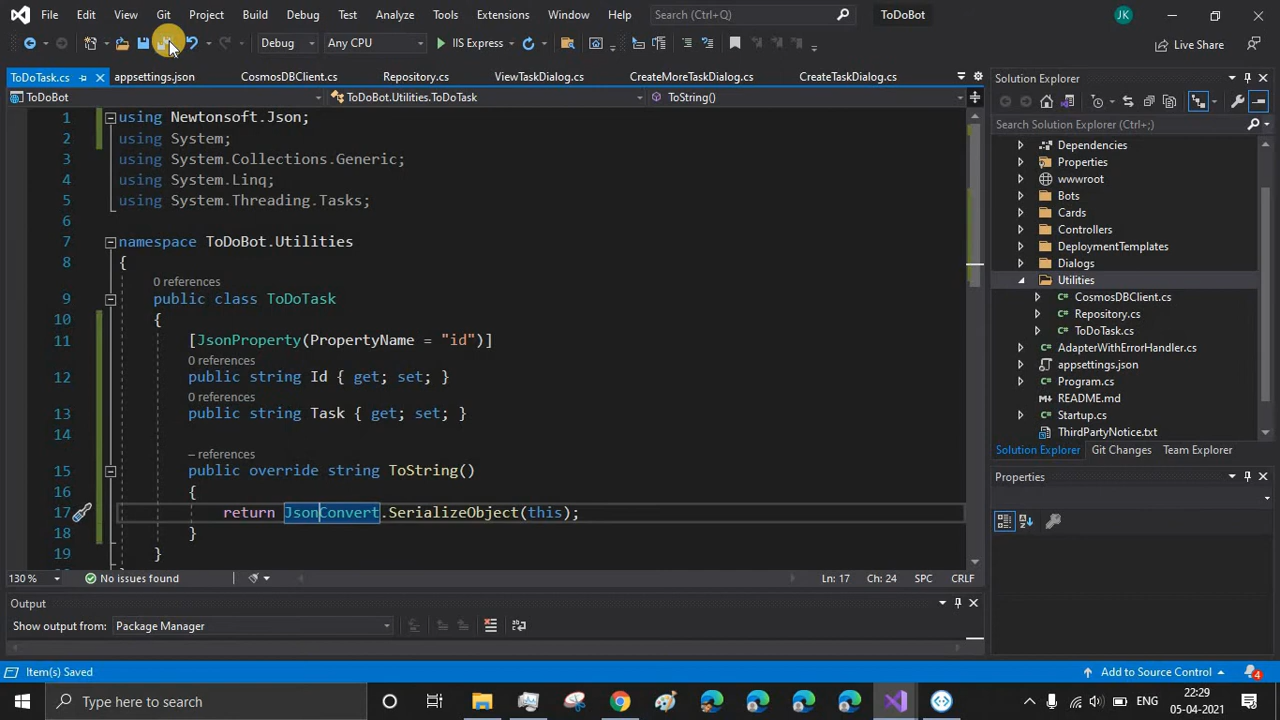 File Edit View Git Project Build Debug Test Analyze Tools Extensions Window Help Search (Ctrl+Q) ToDoBot JK
Debug Any CPU IIS Express Live Share
ToDoTask.cs appsettings.json CosmosDBClient.cs Repository.cs ViewTaskDialog.cs CreateMoreTaskDialog.cs CreateTaskDialog.cs
ToDoBot ToDoBot.Utilities.ToDoTask ToString()
1 using Newtonsoft.Json;
2 using System;
3 using System.Collections.Generic;
4 using System.Linq;
5 using System.Threading.Tasks;
6
7 namespace ToDoBot.Utilities
8 {
0 references
9 public class ToDoTask
10 {
11 [JsonProperty(PropertyName = "id")]
0 references
12 public string Id { get; set; }
0 references
13 public string Task { get; set; }
14
– references
15 public override string ToString()
16 {
17 return JsonConvert.SerializeObject(this);
18 }
19 }
130 % No issues found Ln: 17 Ch: 24 SPC CRLF
Output
Show output from: Package Manager
Solution Explorer
Search Solution Explorer (Ctrl+;)
Dependencies
Properties
wwwroot
Bots
Cards
Controllers
DeploymentTemplates
Dialogs
Utilities
CosmosDBClient.cs
Repository.cs
ToDoTask.cs
AdapterWithErrorHandler.cs
appsettings.json
Program.cs
README.md
Startup.cs
ThirdPartyNotice.txt
Solution Explorer Git Changes Team Explorer
Properties
Item(s) Saved Add to Source Control 4
Type here to search ENG 22:29
05-04-2021